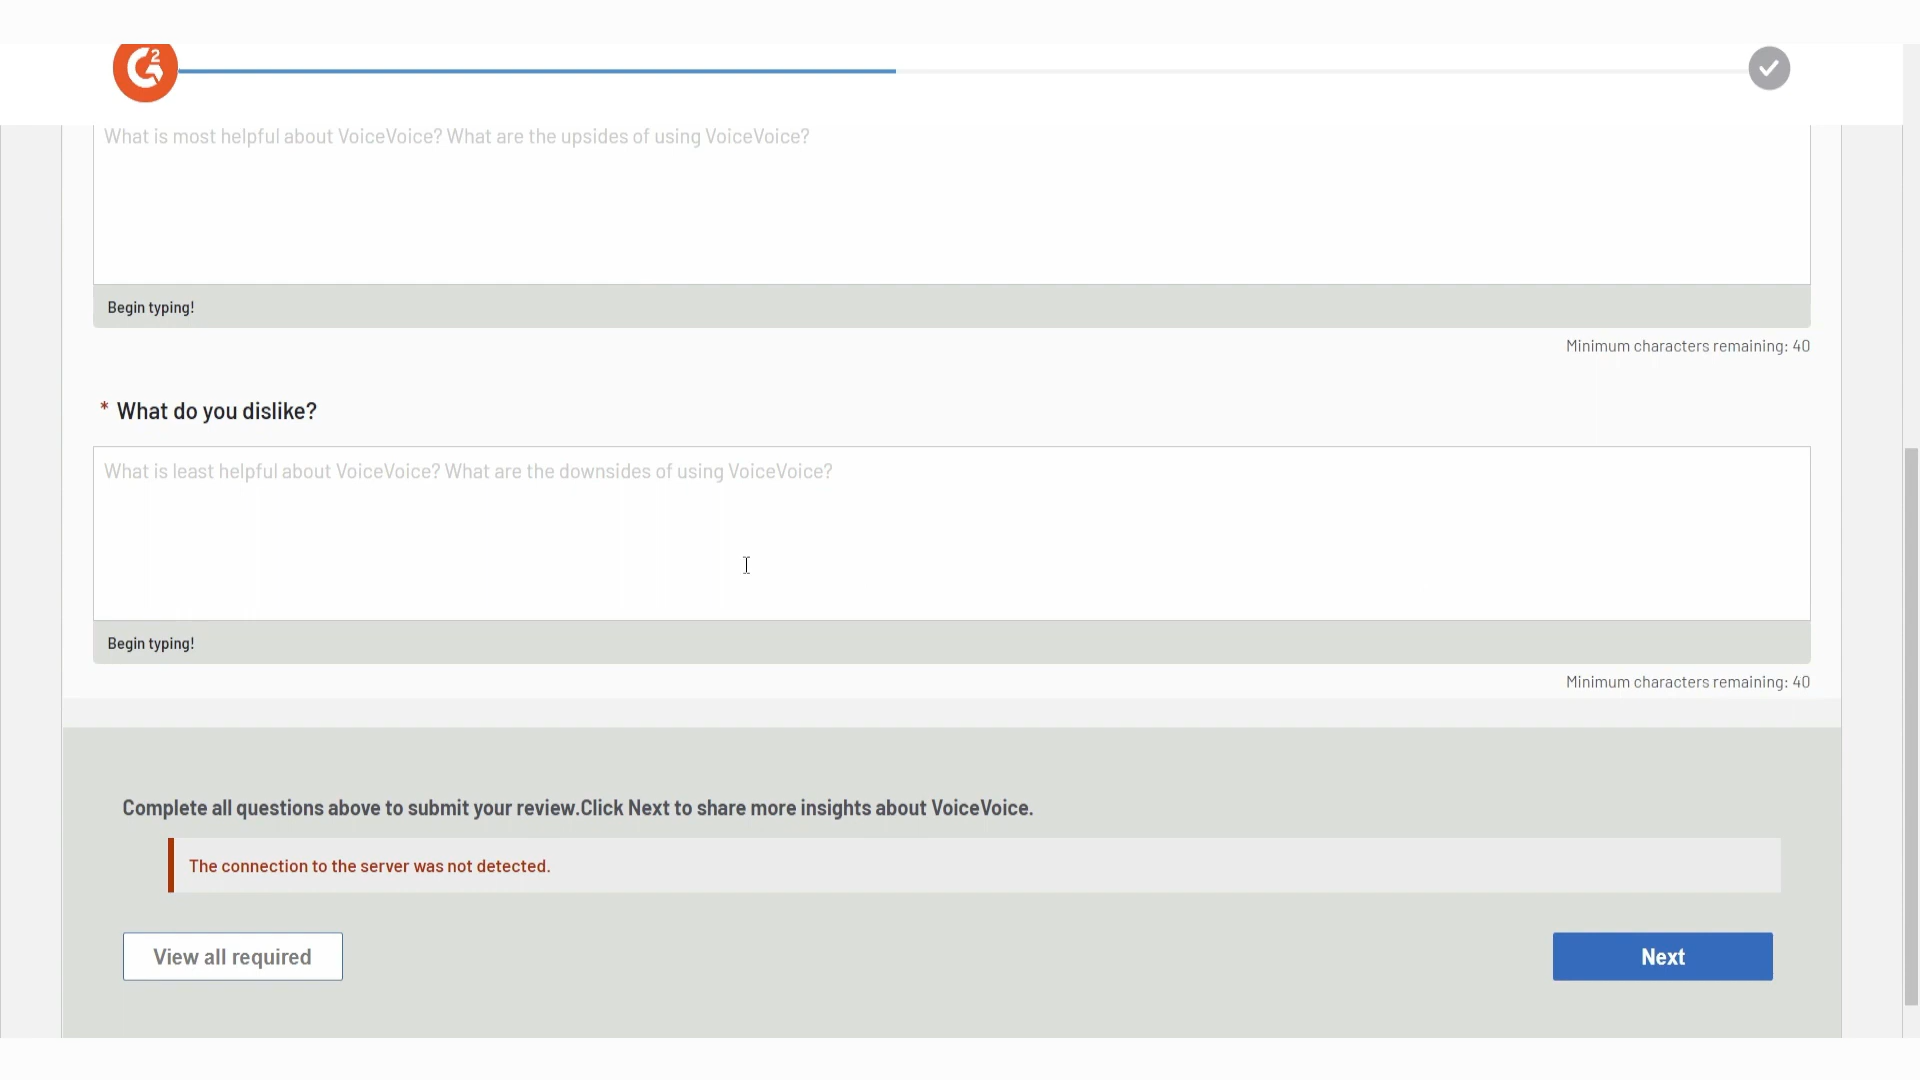 G2
What is most helpful about VoiceVoice? What are the upsides of using VoiceVoice?
Begin typing!
Minimum characters remaining: 40
* What do you dislike?
What is least helpful about VoiceVoice? What are the downsides of using VoiceVoice?
Begin typing!
Minimum characters remaining: 40
Complete all questions above to submit your review.Click Next to share more insights about VoiceVoice.
The connection to the server was not detected.
View all required
Next